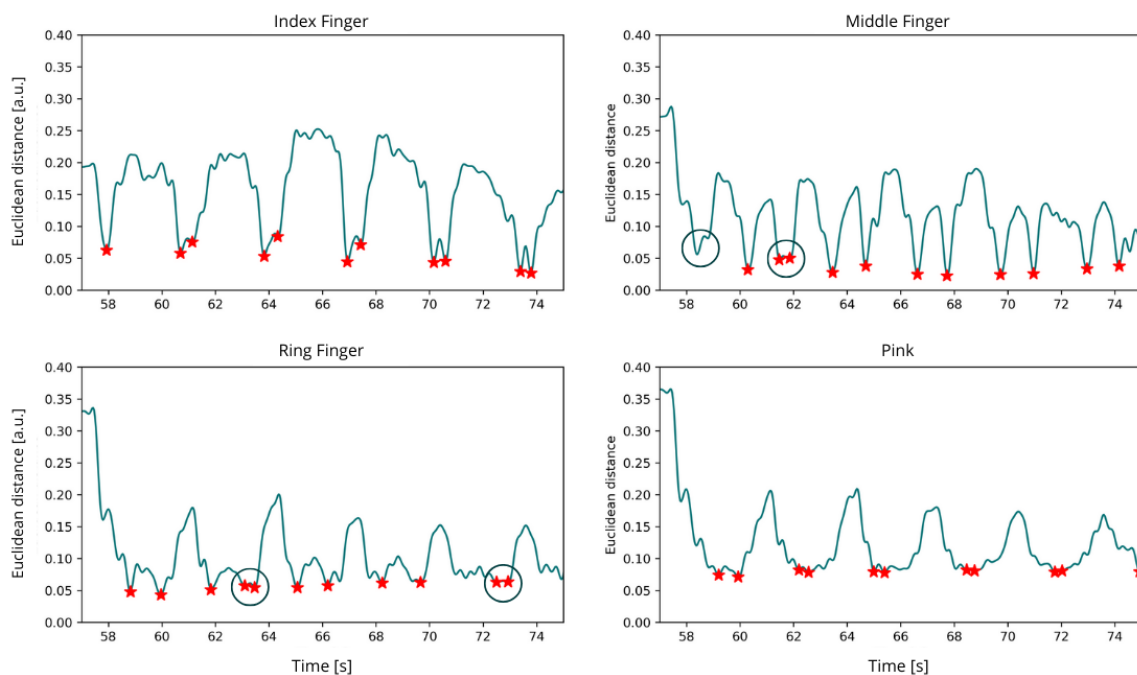 Index Finger
Euclidean distance [a.u.]
0.40
0.35
0.30
0.25
0.20
0.15
0.10
0.05
0.00
58 60 62 64 66 68 70 72 74
Middle Finger
Euclidean distance [a.u.]
0.40
0.35
0.30
0.25
0.20
0.15
0.10
0.05
0.00
58 60 62 64 66 68 70 72 74
Ring Finger
Euclidean distance [a.u.]
0.40
0.35
0.30
0.25
0.20
0.15
0.10
0.05
0.00
58 60 62 64 66 68 70 72 74
Time [s]
Pink
Euclidean distance [a.u.]
0.40
0.35
0.30
0.25
0.20
0.15
0.10
0.05
0.00
58 60 62 64 66 68 70 72 74
Time [s]